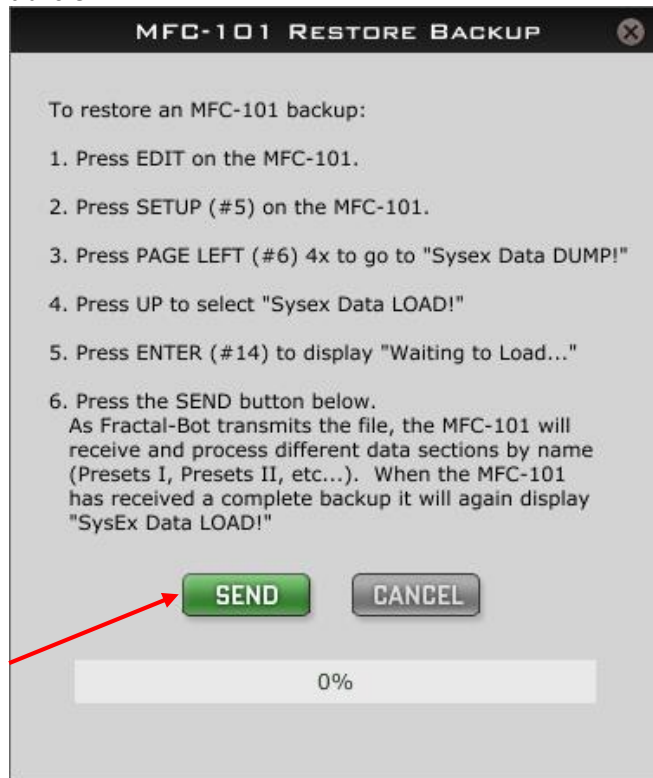 MFC-101 RESTORE BACKUP
To restore an MFC-101 backup:
1. Press EDIT on the MFC-101.
2. Press SETUP (#5) on the MFC-101.
3. Press PAGE LEFT (#6) 4x to go to "Sysex Data DUMP!"
4. Press UP to select "Sysex Data LOAD!"
5. Press ENTER (#14) to display "Waiting to Load..."
6. Press the SEND button below.
As Fractal-Bot transmits the file, the MFC-101 will
receive and process different data sections by name
(Presets I, Presets II, etc...). When the MFC-101
has received a complete backup it will again display
"SysEx Data LOAD!"
SEND CANCEL
0%